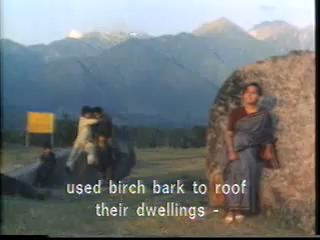 used birch bark to roof
their dwellings -